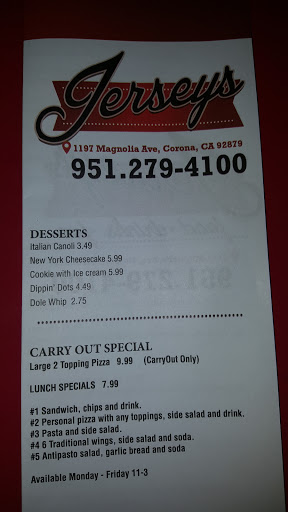 Jerseys
1197 Magnolia Ave, Corona, CA 92879
951.279-4100
DESSERTS
Italian Canoli 3.49
New York Cheesecake 5.99
Cookie with Ice cream 5.99
Dippin' Dots 4.49
Dole Whip 2.75
CARRY OUT SPECIAL
Large 2 Topping Pizza 9.99 (CarryOut Only)
LUNCH SPECIALS 7.99
#1 Sandwich, chips and drink.
#2 Personal pizza with any toppings, side salad and drink.
#3 Pasta and side salad.
#4 6 Traditional wings, side salad and soda.
#5 Antipasto salad, garlic bread and soda
Available Monday - Friday 11-3